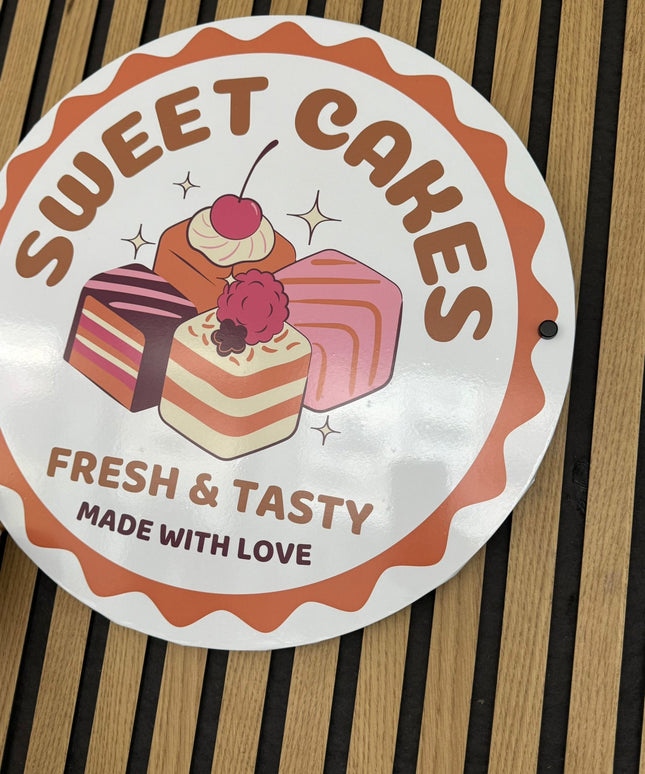 SWEET CAKES
FRESH & TASTY
MADE WITH LOVE